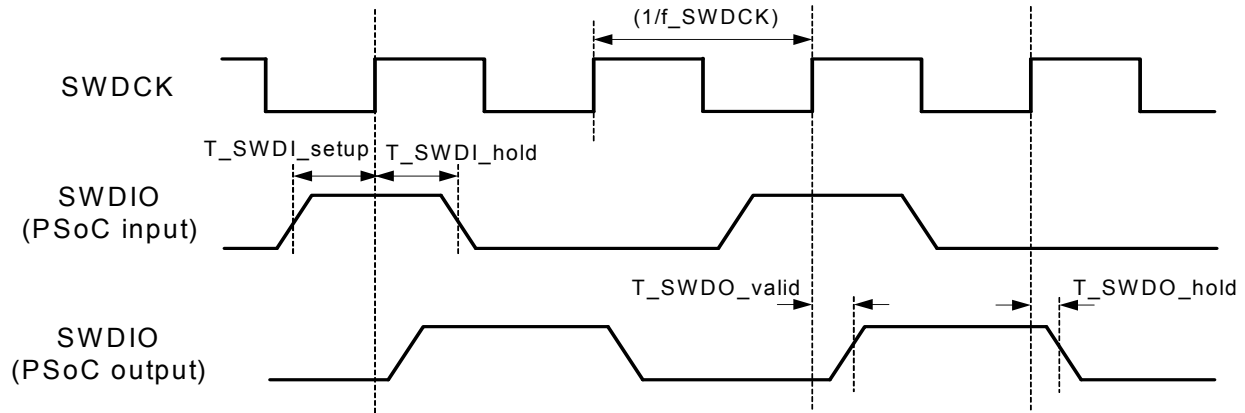 (1/f_SWDCK)
SWDCK
T_SWDI_setup T_SWDI_hold
SWDIO
(PSoC input)
T_SWDO_valid T_SWDO_hold
SWDIO
(PSoC output)